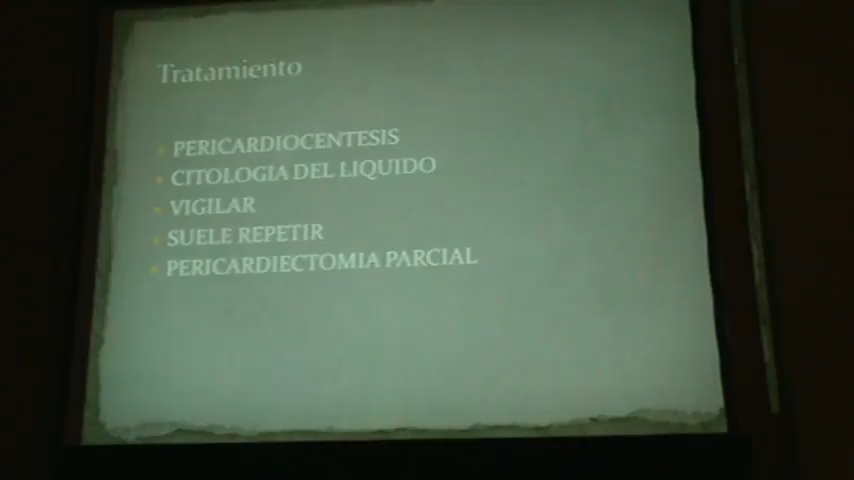 Tratamiento
PERICARDIOCENTESIS
CITOLOGIA DEL LIQUIDO
VIGILAR
SUELE REPETIR
PERICARDIECTOMIA PARCIAL